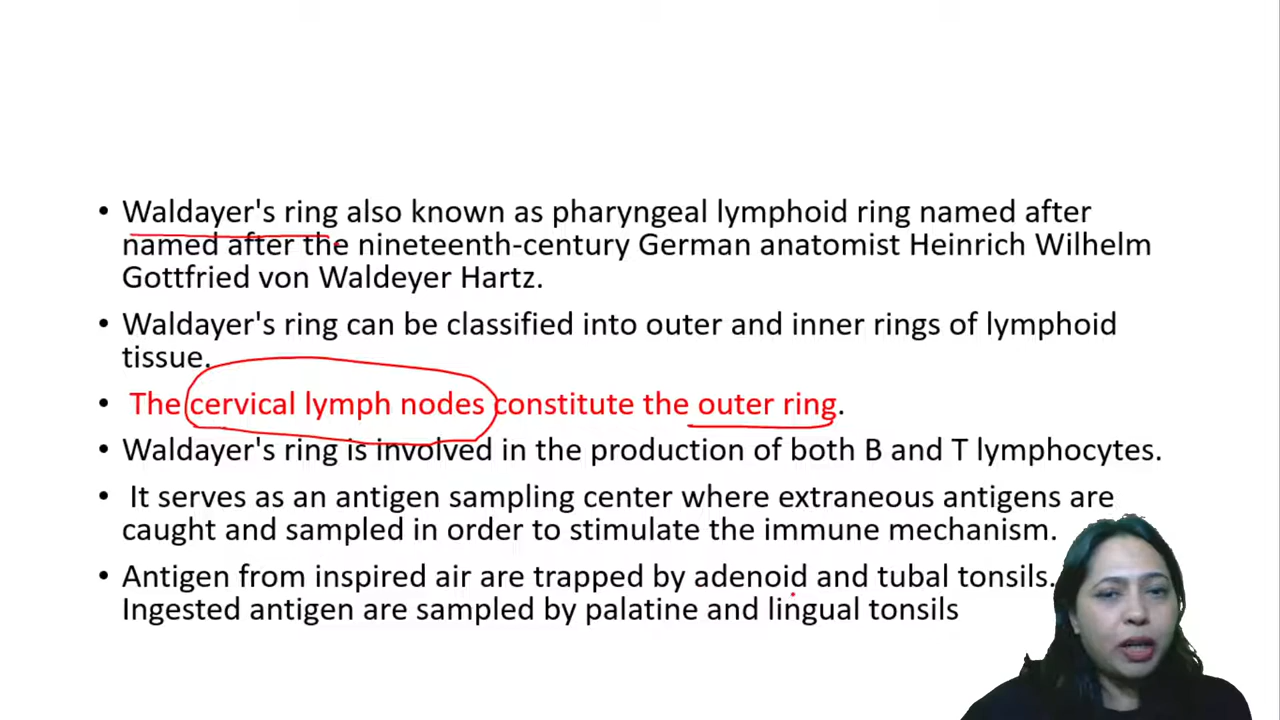 • Waldayer's ring also known as pharyngeal lymphoid ring named after
named after the nineteenth-century German anatomist Heinrich Wilhelm
Gottfried von Waldeyer Hartz.
• Waldayer's ring can be classified into outer and inner rings of lymphoid
tissue.
• The cervical lymph nodes constitute the outer ring.
• Waldayer's ring is involved in the production of both B and T lymphocytes.
• It serves as an antigen sampling center where extraneous antigens are
caught and sampled in order to stimulate the immune mechanism.
• Antigen from inspired air are trapped by adenoid and tubal tonsils.
Ingested antigen are sampled by palatine and lingual tonsils